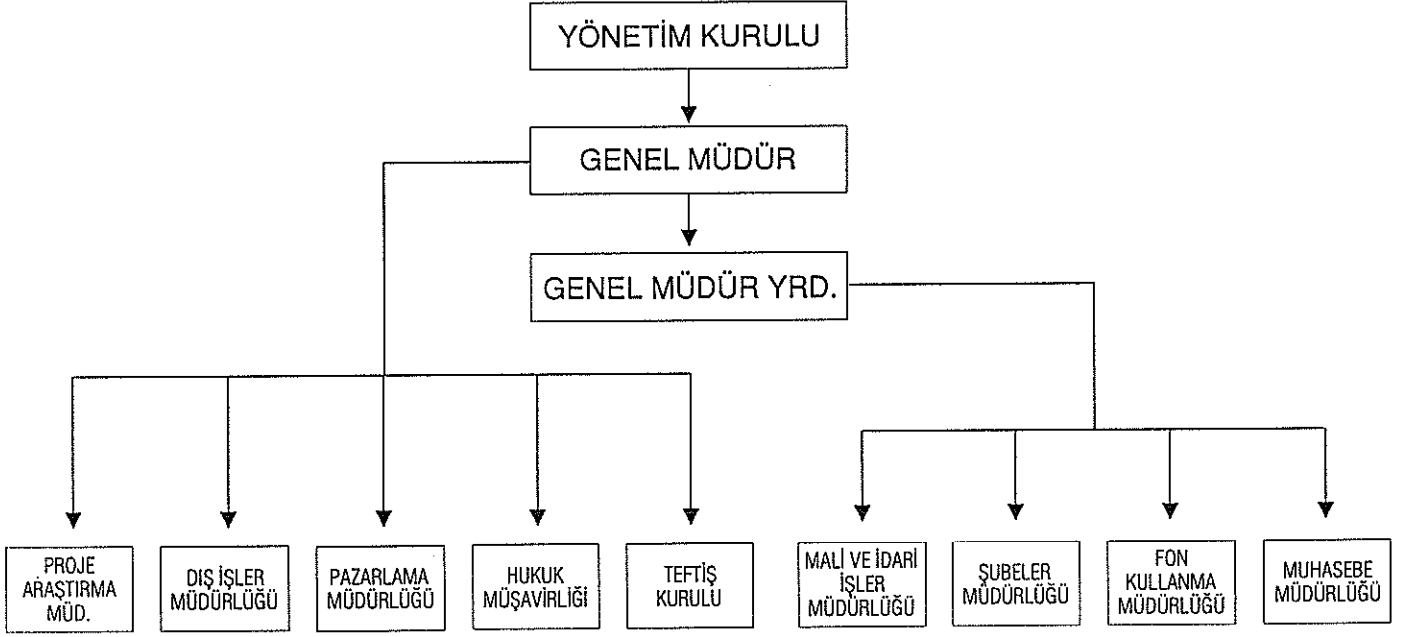 YÖNETİM KURULU
GENEL MÜDÜR
GENEL MÜDÜR YRD.
PROJE
ARAŞTIRMA
MÜD.
DIŞ İŞLER
MÜDÜRLÜĞÜ
PAZARLAMA
MÜDÜRLÜĞÜ
HUKUK
MÜŞAVİRLİĞİ
TEFTİŞ
KURULU
MALİ VE İDARİ
İŞLER
MÜDÜRLÜĞÜ
ŞUBELER
MÜDÜRLÜĞÜ
FON
KULLANMA
MÜDÜRLÜĞÜ
MUHASEBE
MÜDÜRLÜĞÜ